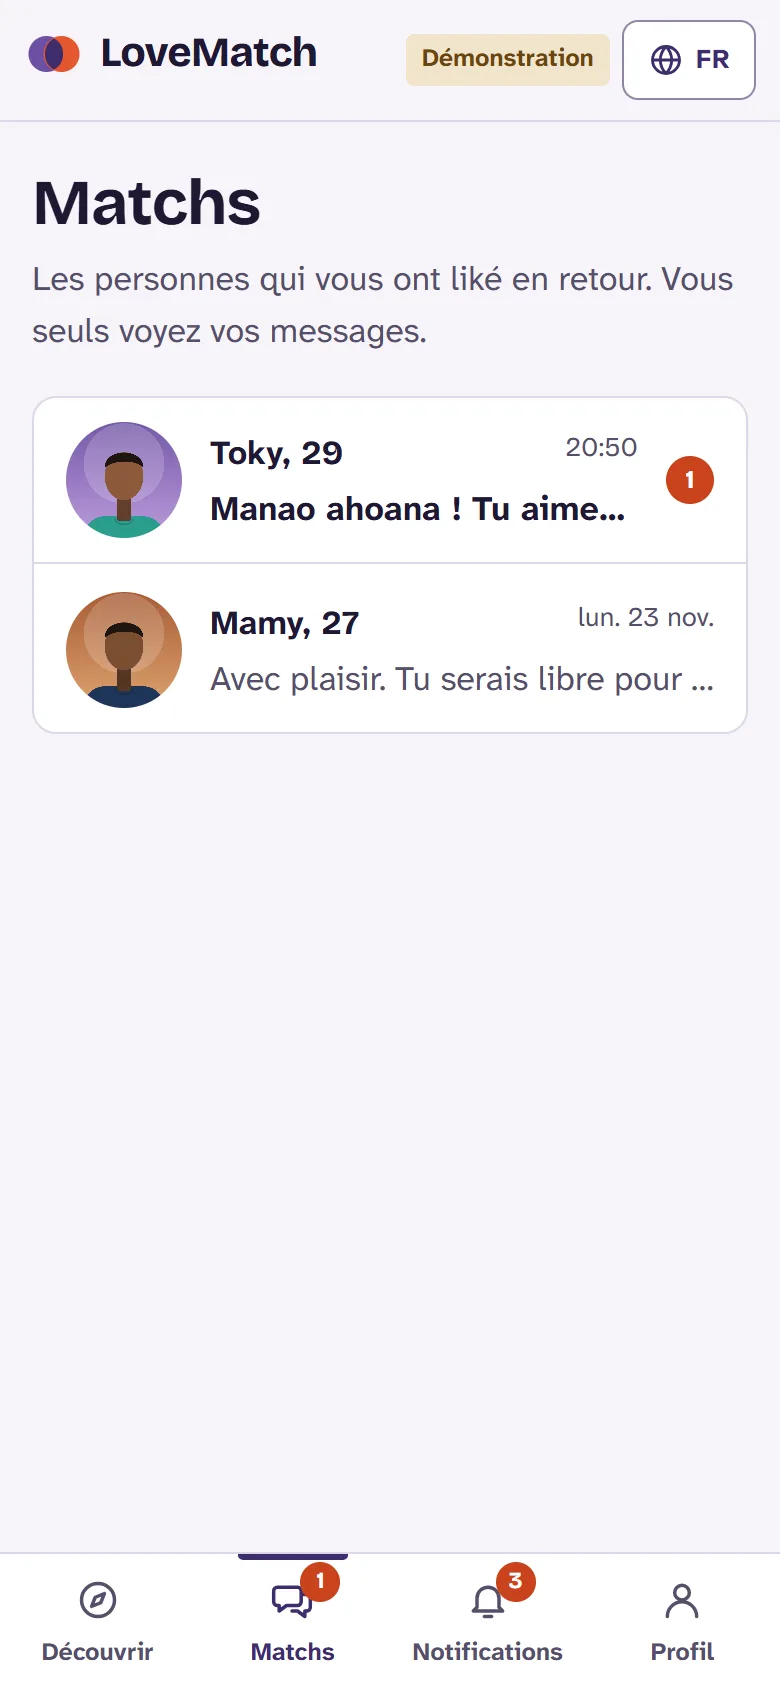 LoveMatch
Démonstration
FR
Matchs
Les personnes qui vous ont liké en retour. Vous
seuls voyez vos messages.
Toky, 29
20:50
Manao ahoana ! Tu aime...
1
Mamy, 27
lun. 23 nov.
Avec plaisir. Tu serais libre pour ...
1
3
Découvrir
Matchs
Notifications
Profil